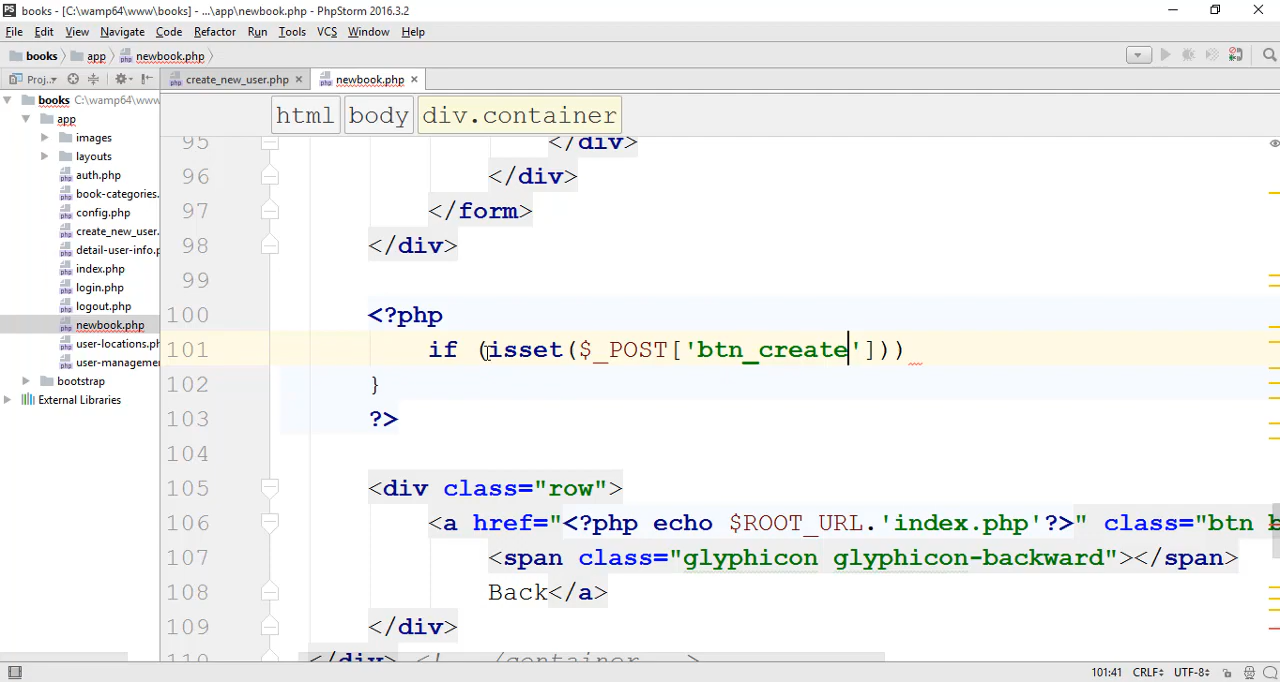 books - [C:\wamp64\www\books] - ...\app\newbook.php - PhpStorm 2016.3.2
File Edit View Navigate Code Refactor Run Tools VCS Window Help
books app newbook.php
Proj... create_new_user.php newbook.php
books C:\wamp64\www
app
images
layouts
auth.php
book-categories.
config.php
create_new_user.
detail-user-info.p
index.php
login.php
logout.php
newbook.php
user-locations.ph
user-manageme
bootstrap
External Libraries
html body div.container
95 </div>
96 </div>
97 </form>
98 </div>
99
100 <?php
101 if (isset($_POST['btn_create']))
102 }
103 ?>
104
105 <div class="row">
106 <a href="<?php echo $ROOT_URL.'index.php'?>" class="btn b
107 <span class="glyphicon glyphicon-backward"></span>
108 Back</a>
109 </div>
110 </div> <!-- /container -->
101:41 CRLF UTF-8